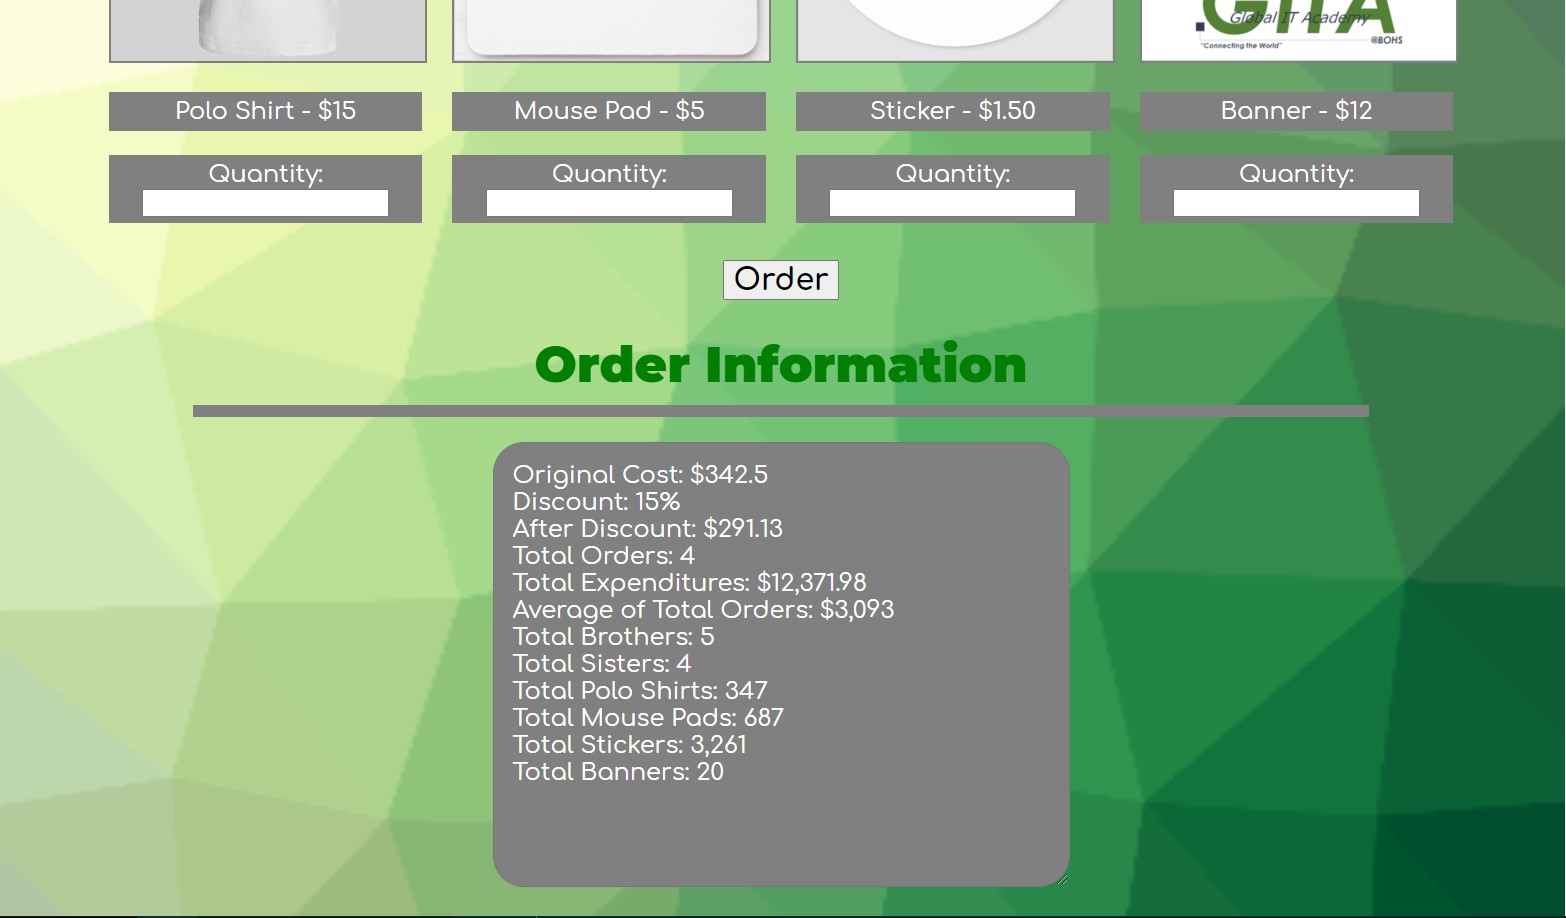 .GITA
Global IT Academy
@BOHS
"Connecting the World"
Polo Shirt - $15
Mouse Pad - $5
Sticker - $1.50
Banner - $12
Quantity:
Quantity:
Quantity:
Quantity:
Order
Order Information
Original Cost: $342.5
Discount: 15%
After Discount: $291.13
Total Orders: 4
Total Expenditures: $12,371.98
Average of Total Orders: $3,093
Total Brothers: 5
Total Sisters: 4
Total Polo Shirts: 347
Total Mouse Pads: 687
Total Stickers: 3,261
Total Banners: 20